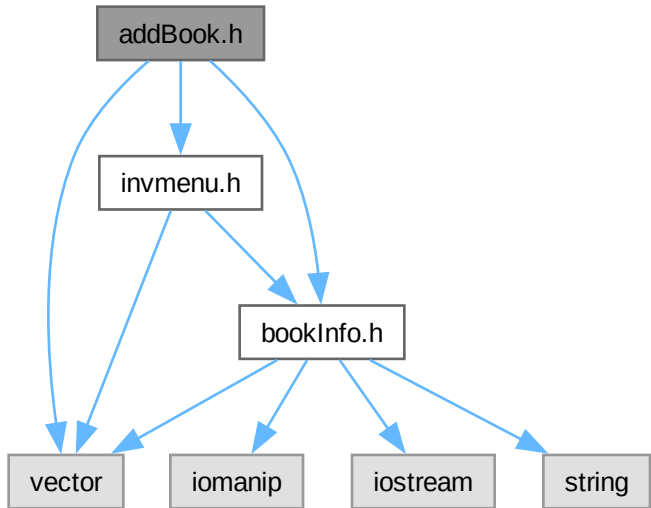 addBook.h
invmenu.h
bookInfo.h
vector
iomanip
iostream
string